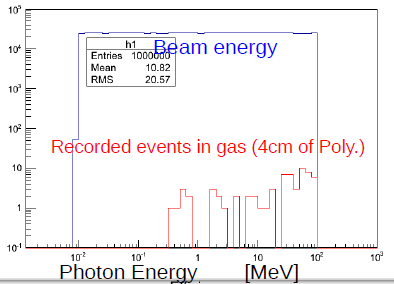 10⁵
h1
Entries 1000000
Mean 10.82
RMS 20.57
Beam energy
10⁴
10³
10²
Recorded events in gas (4cm of Poly.)
10
1
10⁻¹
10⁻² 10⁻¹ 1 10 10² 10³
Photon Energy [MeV]